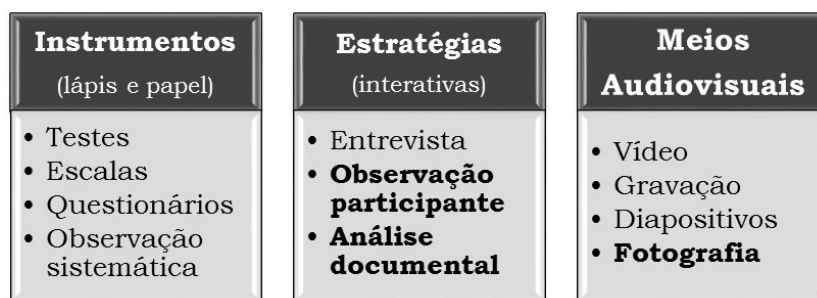 Instrumentos
(lápis e papel)
• Testes
• Escalas
• Questionários
• Observação
sistemática
Estratégias
(interativas)
• Entrevista
• Observação
participante
• Análise
documental
Meios
Audiovisuais
• Vídeo
• Gravação
• Diapositivos
• Fotografia